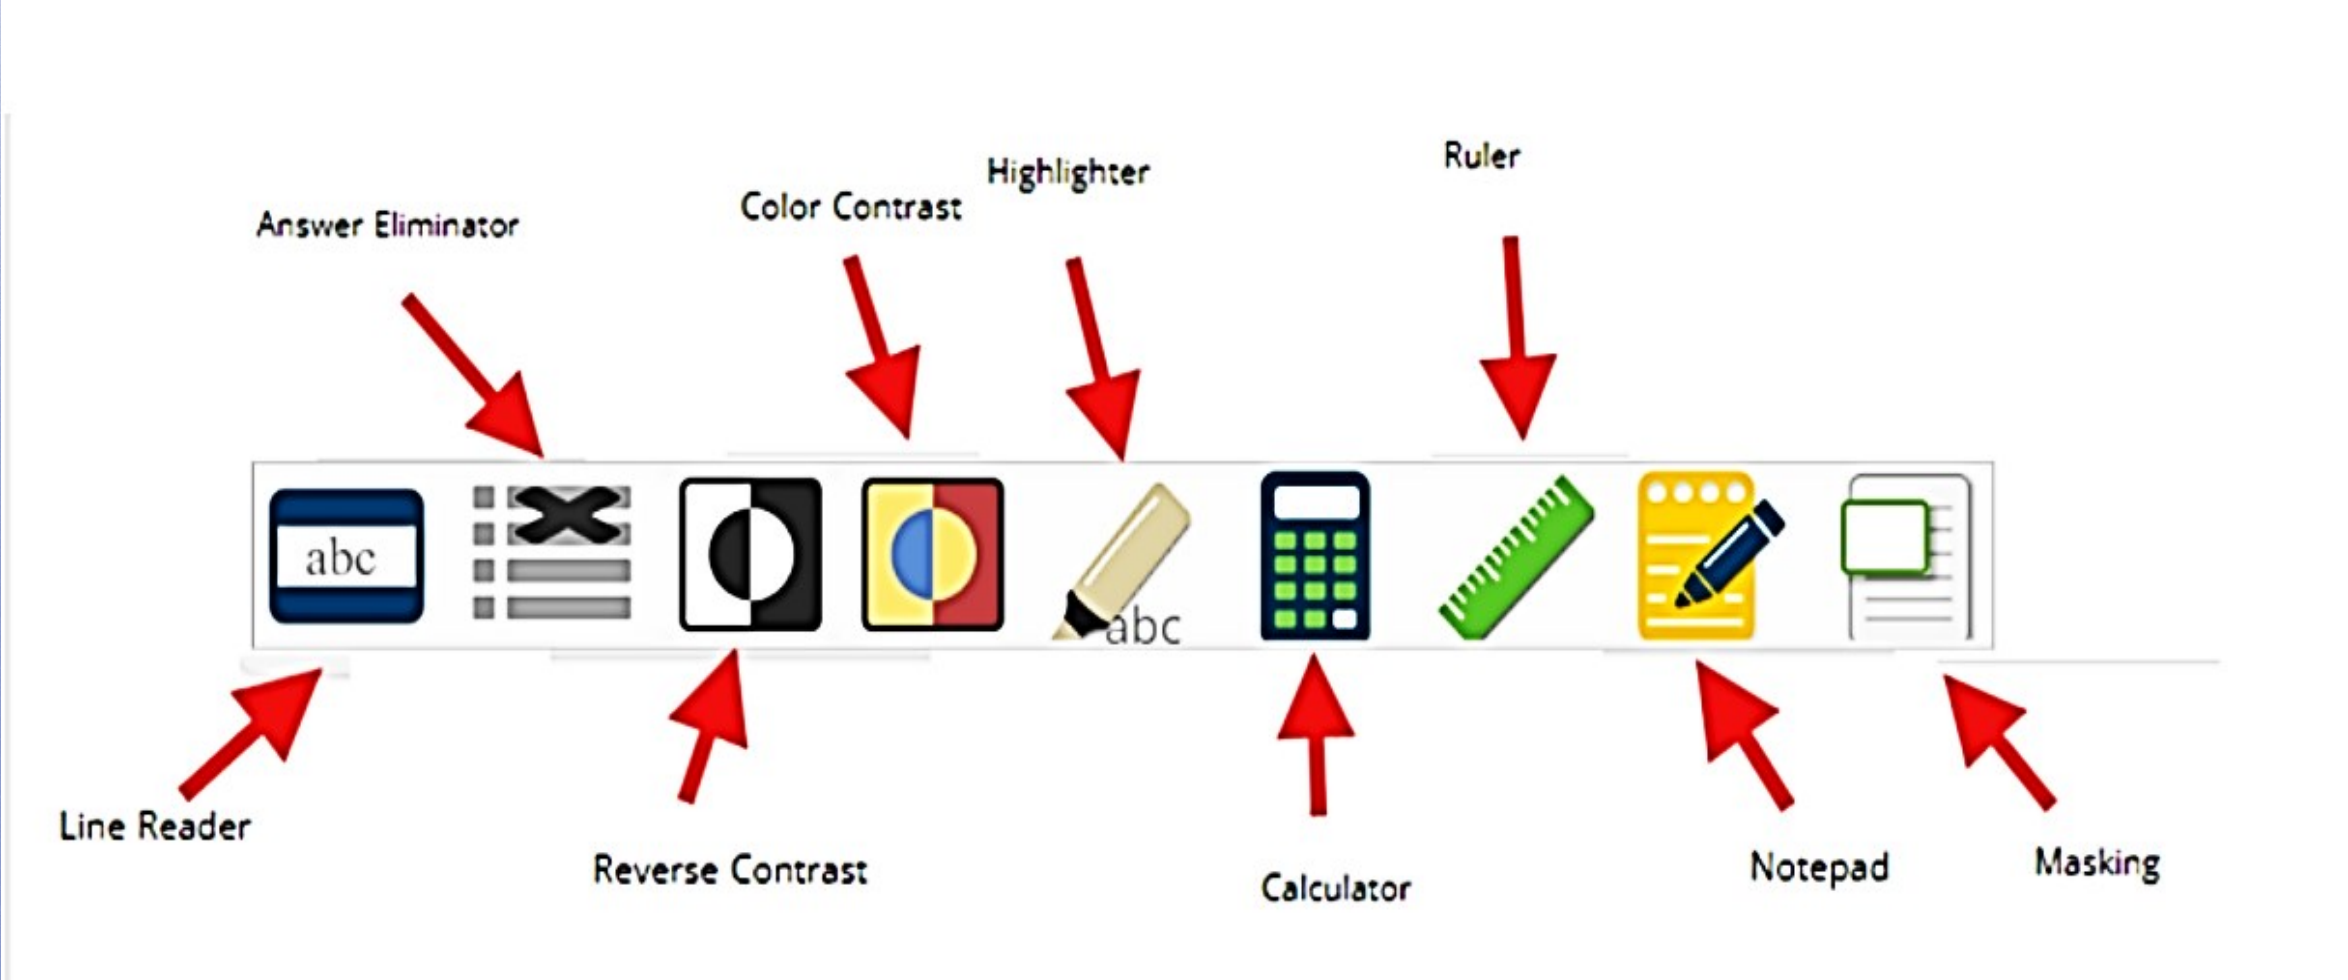 Ruler
Highlighter
Color Contrast
Answer Eliminator
abc
abc
Line Reader
Reverse Contrast
Calculator
Notepad
Masking